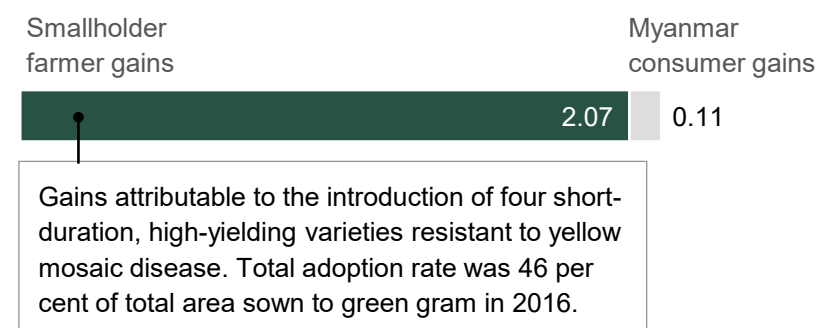 Smallholder
farmer gains
Myanmar
consumer gains
2.07
0.11
Gains attributable to the introduction of four short-
duration, high-yielding varieties resistant to yellow
mosaic disease. Total adoption rate was 46 per
cent of total area sown to green gram in 2016.